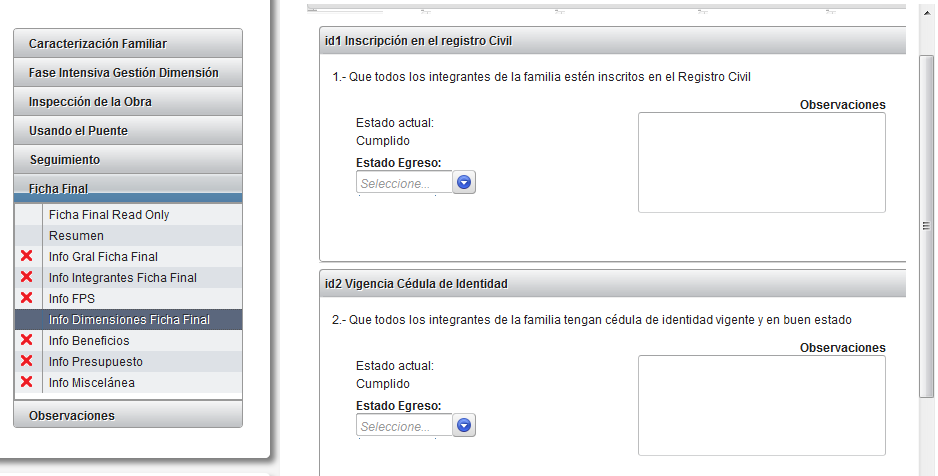 Caracterización Familiar
Fase Intensiva Gestión Dimensión
Inspección de la Obra
Usando el Puente
Seguimiento
Ficha Final
Ficha Final Read Only
Resumen
Info Gral Ficha Final
Info Integrantes Ficha Final
Info FPS
Info Dimensiones Ficha Final
Info Beneficios
Info Presupuesto
Info Miscelánea
Observaciones
id1 Inscripción en el registro Civil
1.- Que todos los integrantes de la familia estén inscritos en el Registro Civil
Observaciones
Estado actual:
Cumplido
Estado Egreso:
Seleccione...
id2 Vigencia Cédula de Identidad
2.- Que todos los integrantes de la familia tengan cédula de identidad vigente y en buen estado
Observaciones
Estado actual:
Cumplido
Estado Egreso:
Seleccione...